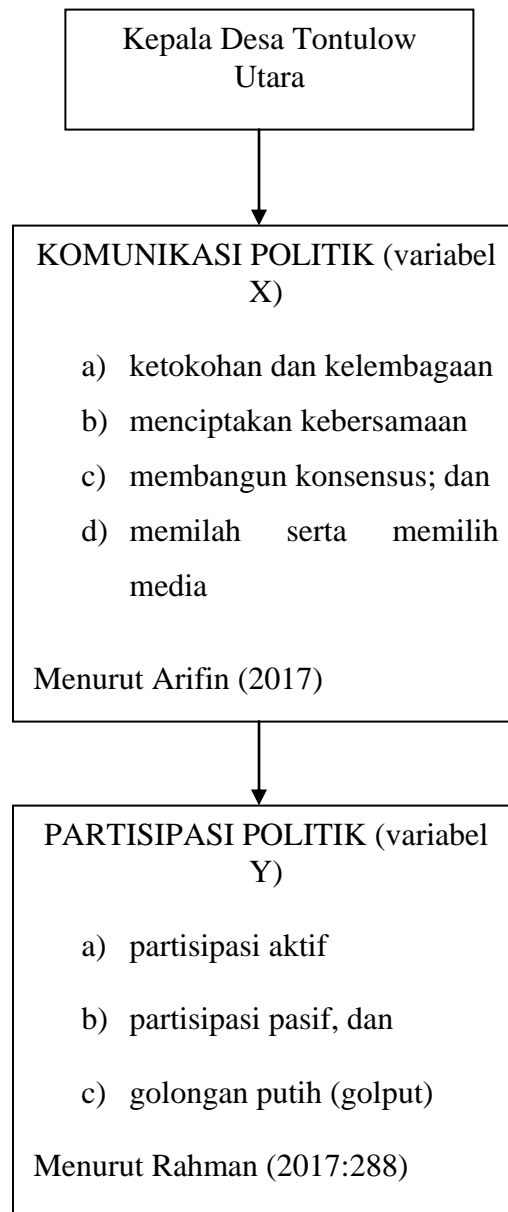 Kepala Desa Tontulow
Utara
KOMUNIKASI POLITIK (variabel
X)
a) ketokohan dan kelembagaan
b) menciptakan kebersamaan
c) membangun konsensus; dan
d) memilah serta memilih
media
Menurut Arifin (2017)
PARTISIPASI POLITIK (variabel
Y)
a) partisipasi aktif
b) partisipasi pasif, dan
c) golongan putih (golput)
Menurut Rahman (2017:288)